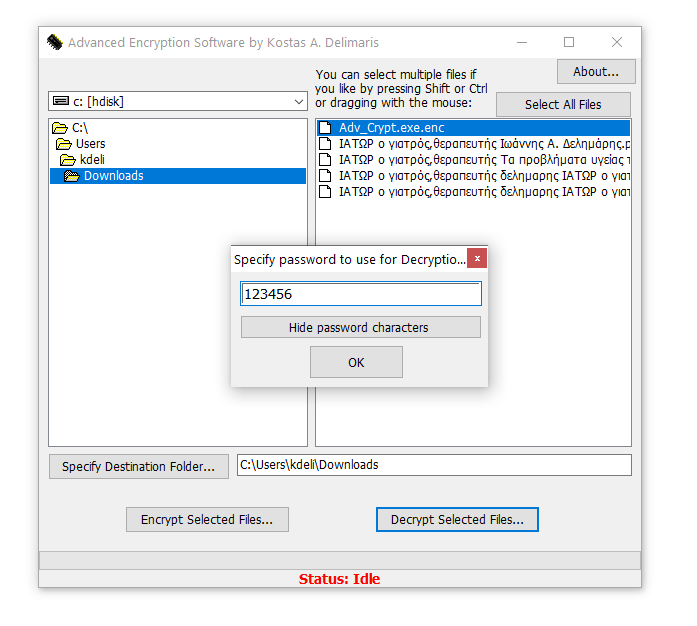 Advanced Encryption Software by Kostas A. Delimaris
About...
You can select multiple files if
you like by pressing Shift or Ctrl
or dragging with the mouse:
Select All Files
c: [hdisk]
C:\
Users
kdeli
Downloads
Adv_Crypt.exe.enc
ΙΑΤΩΡ ο γιατρός,θεραπευτής Ιωάννης Α. Δελημάρης.p
ΙΑΤΩΡ ο γιατρός,θεραπευτής Τα προβλήματα υγείας τ
ΙΑΤΩΡ ο γιατρός,θεραπευτής δελημαρης ΙΑΤΩΡ ο για
ΙΑΤΩΡ ο γιατρός,θεραπευτής δελημαρης ΙΑΤΩΡ ο για
Specify password to use for Decryptio...
x
123456
Hide password characters
OK
Specify Destination Folder...
C:\Users\kdeli\Downloads
Encrypt Selected Files...
Decrypt Selected Files...
Status: Idle